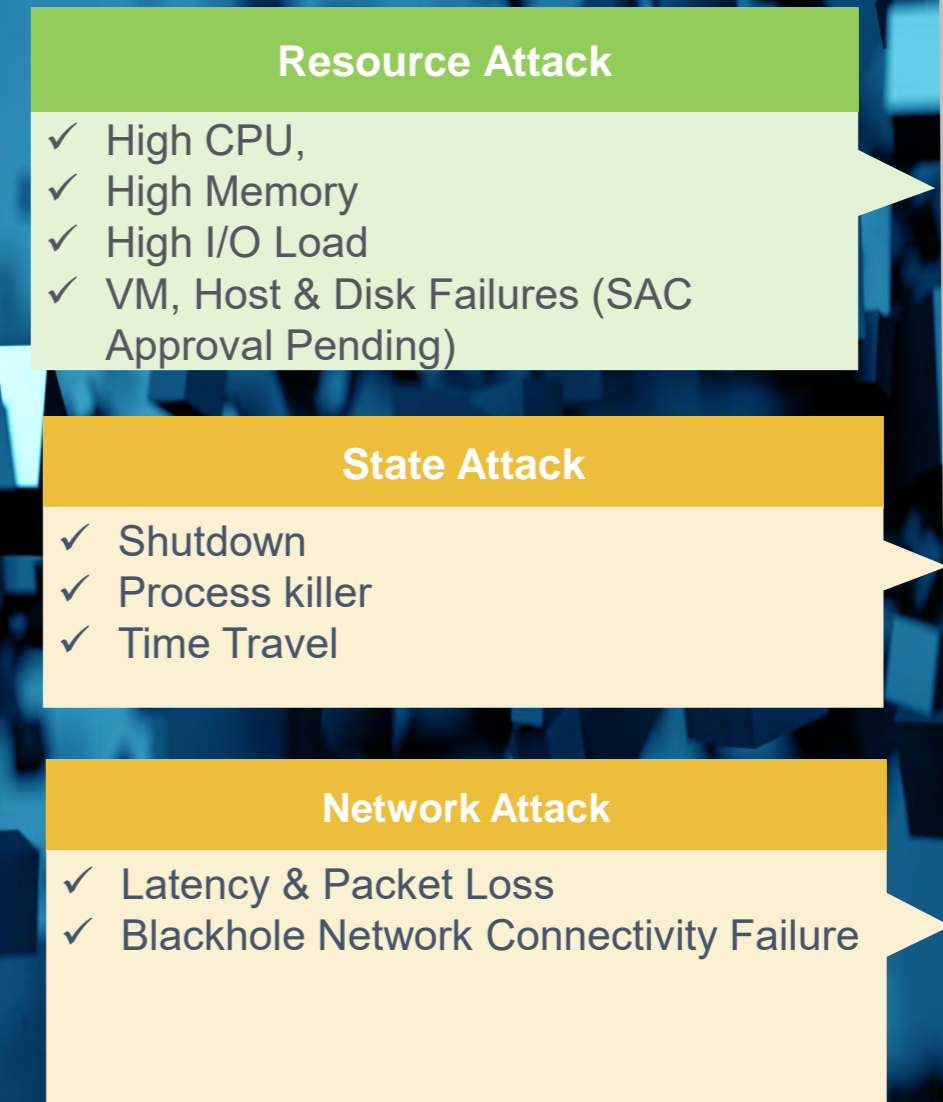 Resource Attack
✓ High CPU,
✓ High Memory
✓ High I/O Load
✓ VM, Host & Disk Failures (SAC
Approval Pending)
State Attack
✓ Shutdown
✓ Process killer
✓ Time Travel
Network Attack
✓ Latency & Packet Loss
✓ Blackhole Network Connectivity Failure